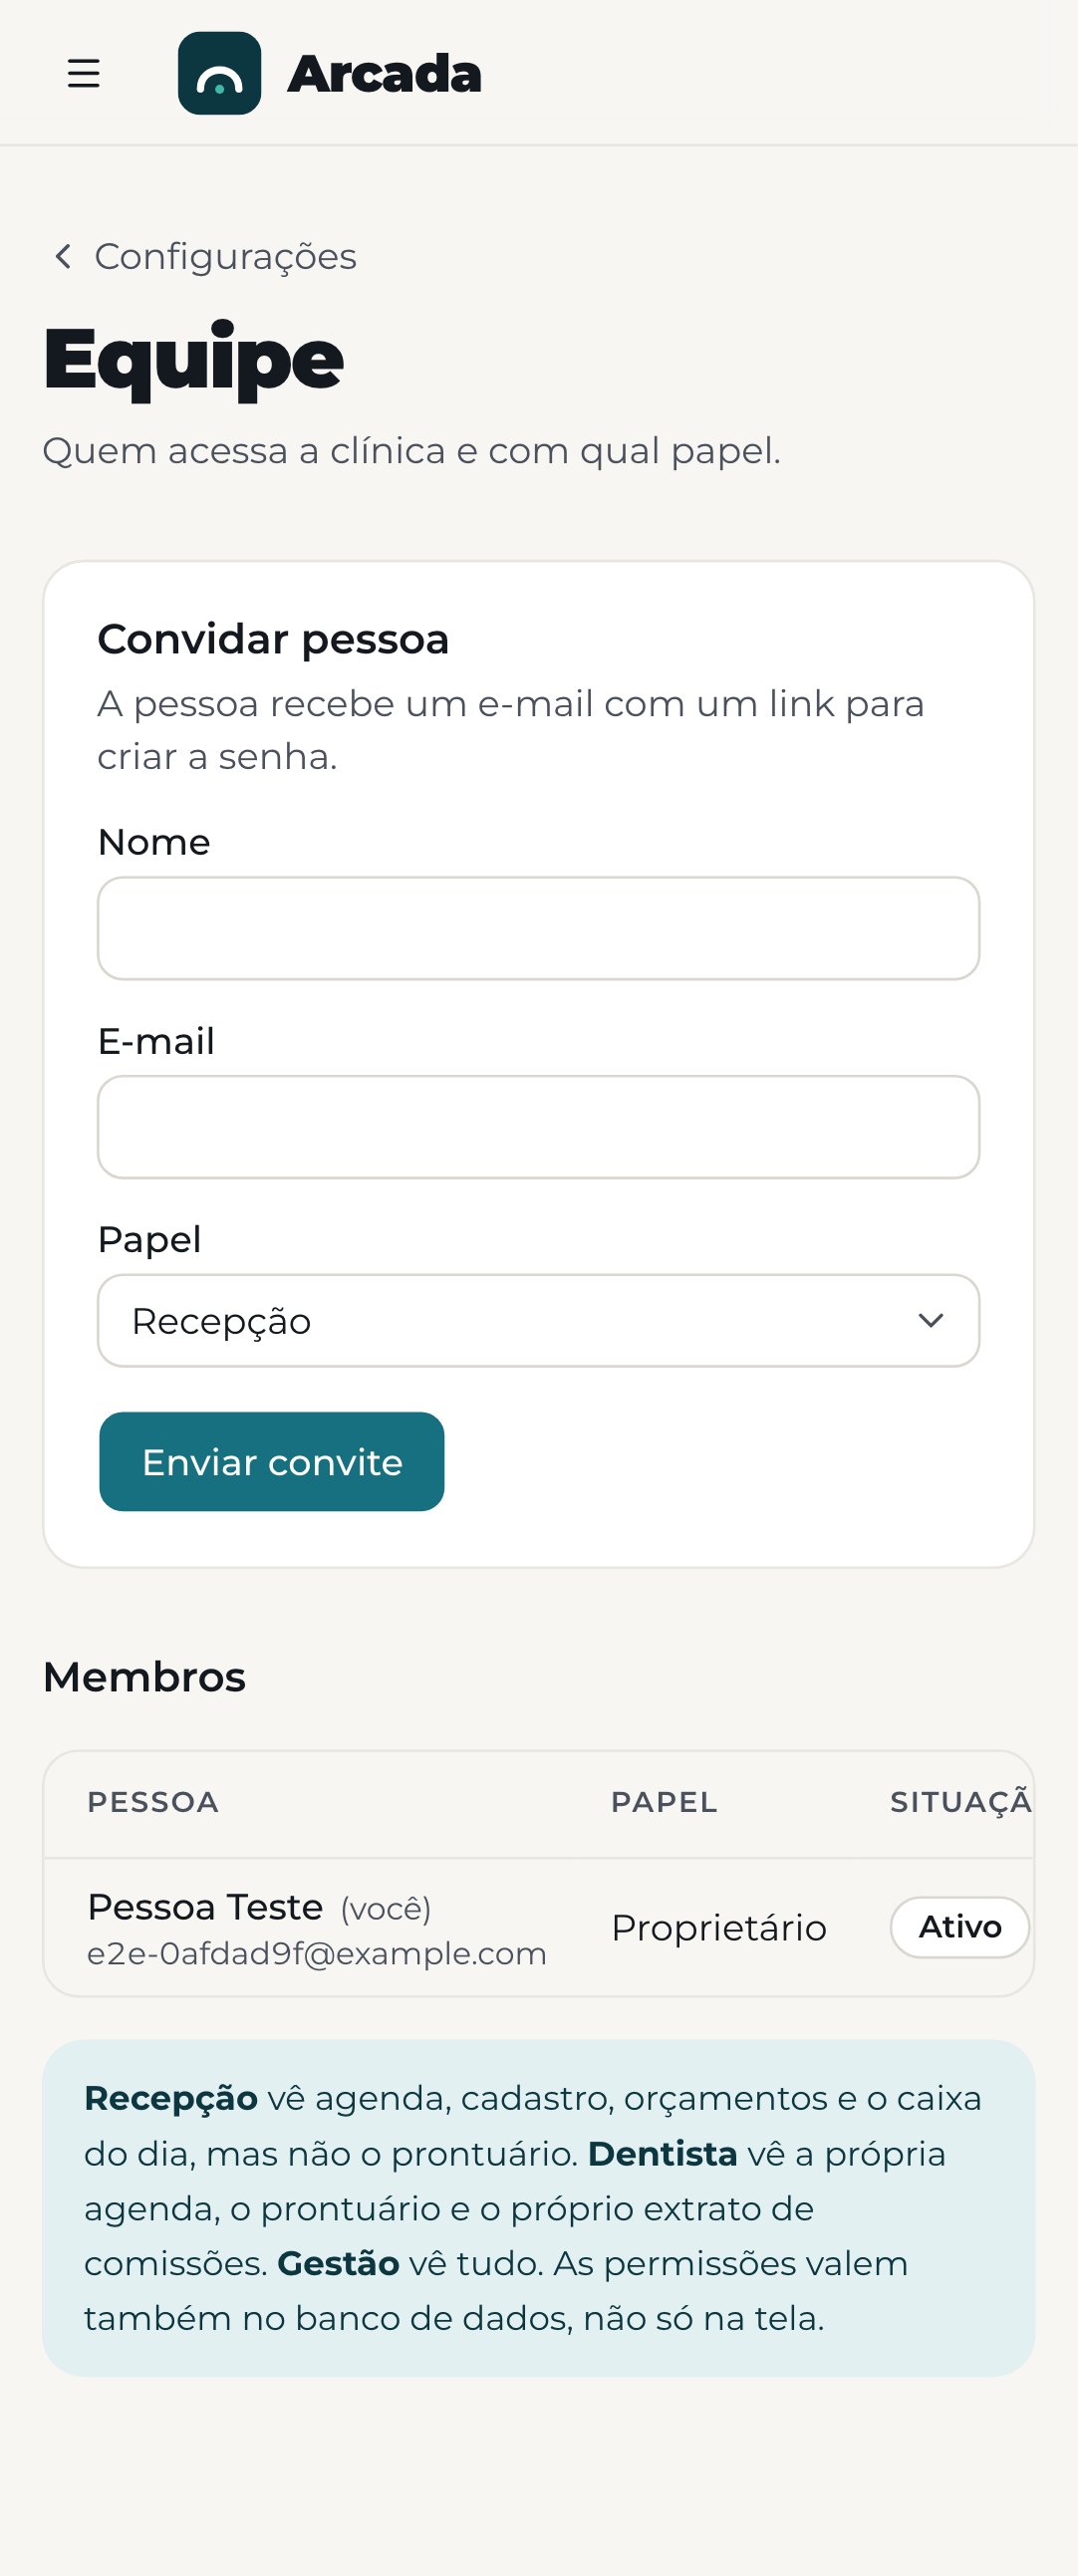 Arcada
Configurações
Equipe
Quem acessa a clínica e com qual papel.
Convidar pessoa
A pessoa recebe um e-mail com um link para
criar a senha.
Nome
E-mail
Papel
Recepção
Enviar convite
Membros
PESSOA PAPEL SITUAÇÃ
Pessoa Teste (você)
e2e-0afdad9f@example.com
Proprietário
Ativo
Recepção vê agenda, cadastro, orçamentos e o caixa
do dia, mas não o prontuário. Dentista vê a própria
agenda, o prontuário e o próprio extrato de
comissões. Gestão vê tudo. As permissões valem
também no banco de dados, não só na tela.